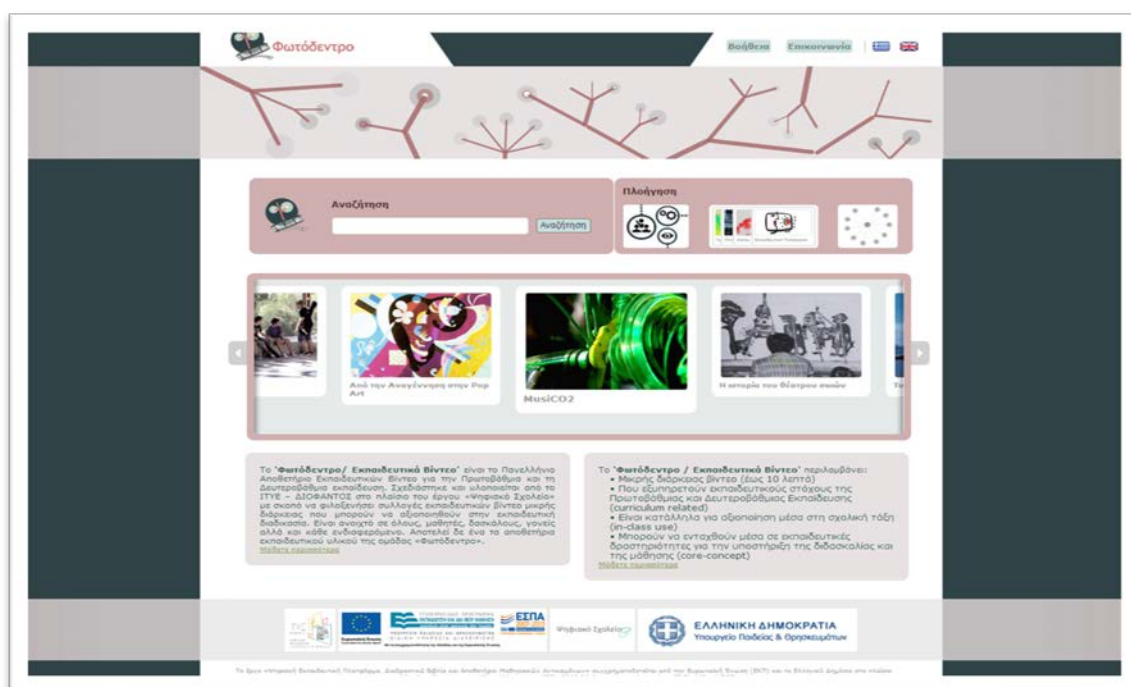 Φωτόδεντρο
Βοήθεια Επικοινωνία
Πλοήγηση
Αναζήτηση
Αναζήτηση
Από την Αναγέννηση στην Pop
Art
MusiCO2
Η ιστορία του θέατρου σκιών
Το 'Φωτόδεντρο/ Εκπαιδευτικά Βίντεο' είναι το Πανελλήνιο
Αποθετήριο Εκπαιδευτικών Βίντεο για την Πρωτοβάθμια και τη
Δευτεροβάθμια εκπαίδευση. Σχεδιάστηκε και υλοποιείται από το
ΙΤΥΕ – ΔΙΟΦΑΝΤΟΣ στο πλαίσιο του έργου «Ψηφιακό Σχολείο»
με σκοπό να φιλοξενήσει συλλογές εκπαιδευτικών βίντεο μικρής
διάρκειας που μπορούν να αξιοποιηθούν στην εκπαιδευτική
διαδικασία. Είναι ανοιχτό σε όλους, μαθητές, δασκάλους, γονείς
αλλά και κάθε ενδιαφερόμενο. Αποτελεί δε ένα τα αποθετήρια
εκπαιδευτικού υλικού της ομάδας «Φωτόδεντρο».
Μάθετε περισσότερα
Το 'Φωτόδεντρο / Εκπαιδευτικά Βίντεο' περιλαμβάνει:
• Μικρής διάρκειας βίντεο (έως 10 λεπτά)
• Που εξυπηρετούν εκπαιδευτικούς στόχους της
Πρωτοβάθμιας και Δευτεροβάθμιας Εκπαίδευσης
(curriculum related)
• Είναι κατάλληλα για αξιοποίηση μέσα στη σχολική τάξη
(in-class use)
• Μπορούν να ενταχθούν μέσα σε εκπαιδευτικές
δραστηριότητες για την υποστήριξη της διδασκαλίας και
της μάθησης (core-concept)
Μάθετε περισσότερα
ΕΣΠΑ
Ψηφιακό Σχολείο
ΕΛΛΗΝΙΚΗ ΔΗΜΟΚΡΑΤΙΑ
Υπουργείο Παιδείας & Θρησκευμάτων